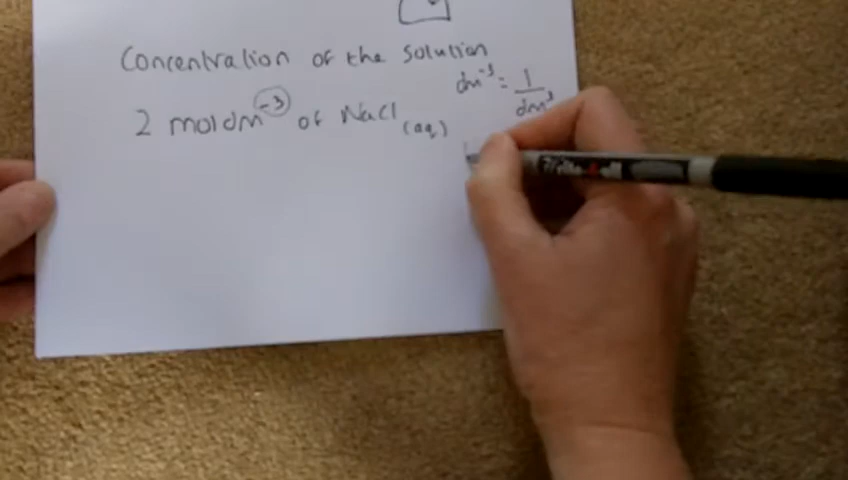 Concentration of the solution
dm⁻³ = 1/dm³
2 moldm⁻³ of NaCl (aq)